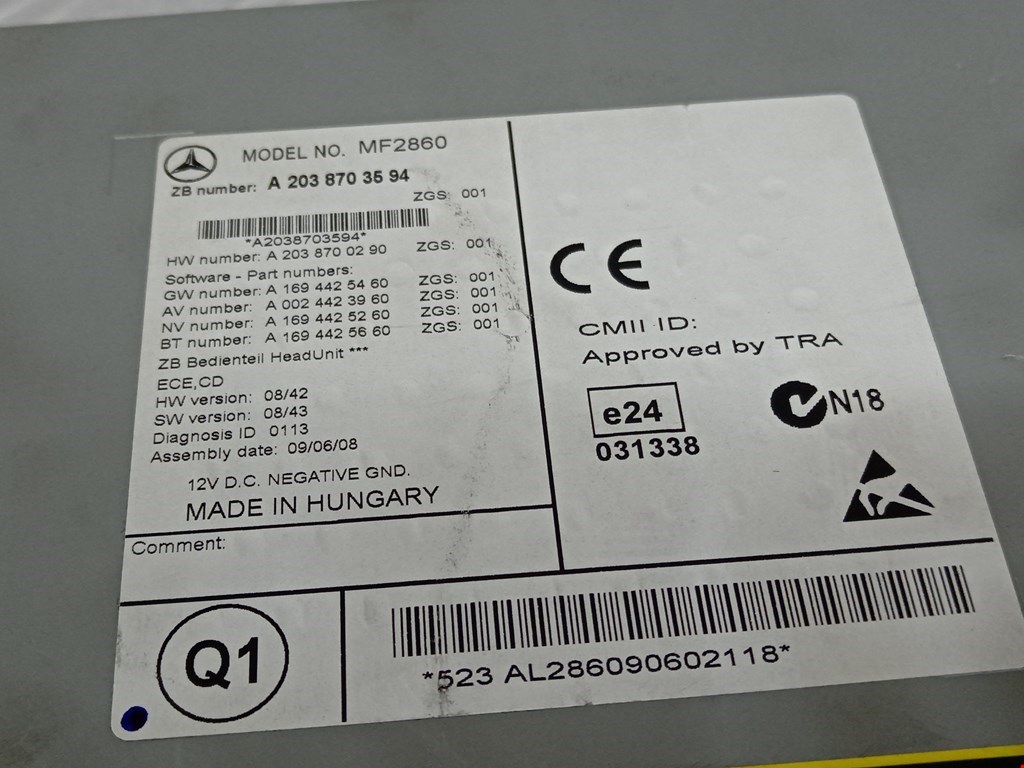 MODEL NO. MF2860
ZB number: A 203 870 35 94
ZGS: 001
*A2038703594*
HW number: A 203 870 02 90 ZGS: 001
Software - Part numbers:
GW number: A 169 442 54 60 ZGS: 001
AV number: A 002 442 39 60 ZGS: 001
NV number: A 169 442 52 60 ZGS: 001
BT number: A 169 442 56 60 ZGS: 001
ZB Bedienteil HeadUnit ***
ECE,CD
HW version: 08/42
SW version: 08/43
Diagnosis ID 0113
Assembly date: 09/06/08
12V D.C. NEGATIVE GND.
MADE IN HUNGARY
Comment:
CE
CMII ID:
Approved by TRA
e24
031338
N18
Q1
*523 AL286090602118*